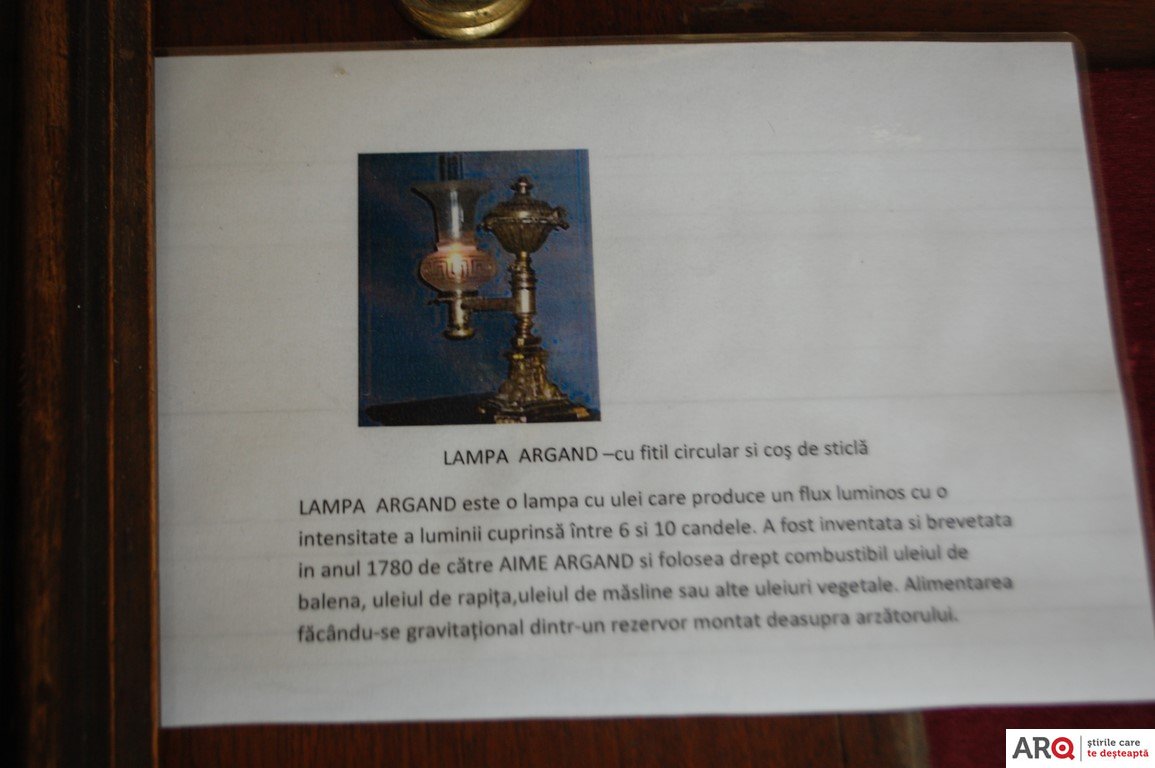 LAMPA ARGAND –cu fitil circular si coş de sticlă
LAMPA ARGAND este o lampa cu ulei care produce un flux luminos cu o
intensitate a luminii cuprinsă între 6 si 10 candele. A fost inventata si brevetata
in anul 1780 de către AIME ARGAND si folosea drept combustibil uleiul de
balena, uleiul de rapița,uleiul de măsline sau alte uleiuri vegetale. Alimentarea
făcându-se gravitațional dintr-un rezervor montat deasupra arzătorului.
ARQ știrile care
te deșteaptă